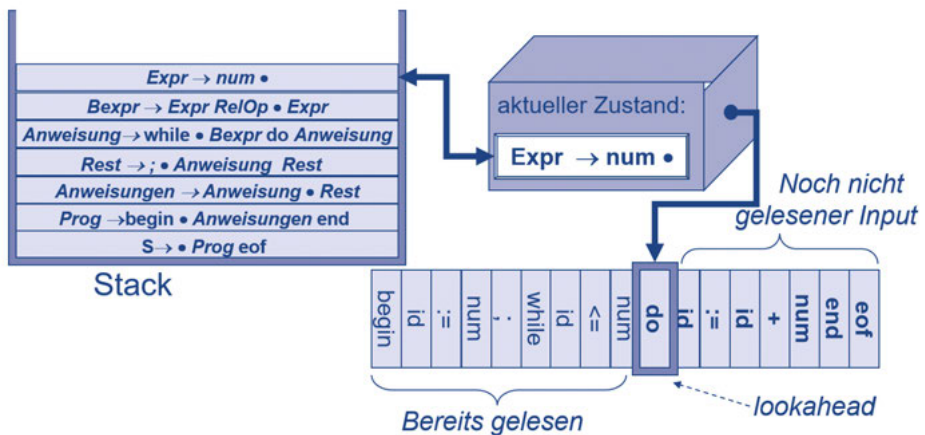 Expr → num •
Bexpr → Expr RelOp • Expr
Anweisung → while • Bexpr do Anweisung
Rest → ; • Anweisung Rest
Anweisungen → Anweisung • Rest
Prog → begin • Anweisungen end
S → • Prog eof
Stack
aktueller Zustand:
Expr → num •
Noch nicht
gelesener Input
begin
id
:=
num
;
while
id
<=
num
do
id
:=
id
+
num
end
eof
Bereits gelesen
lookahead